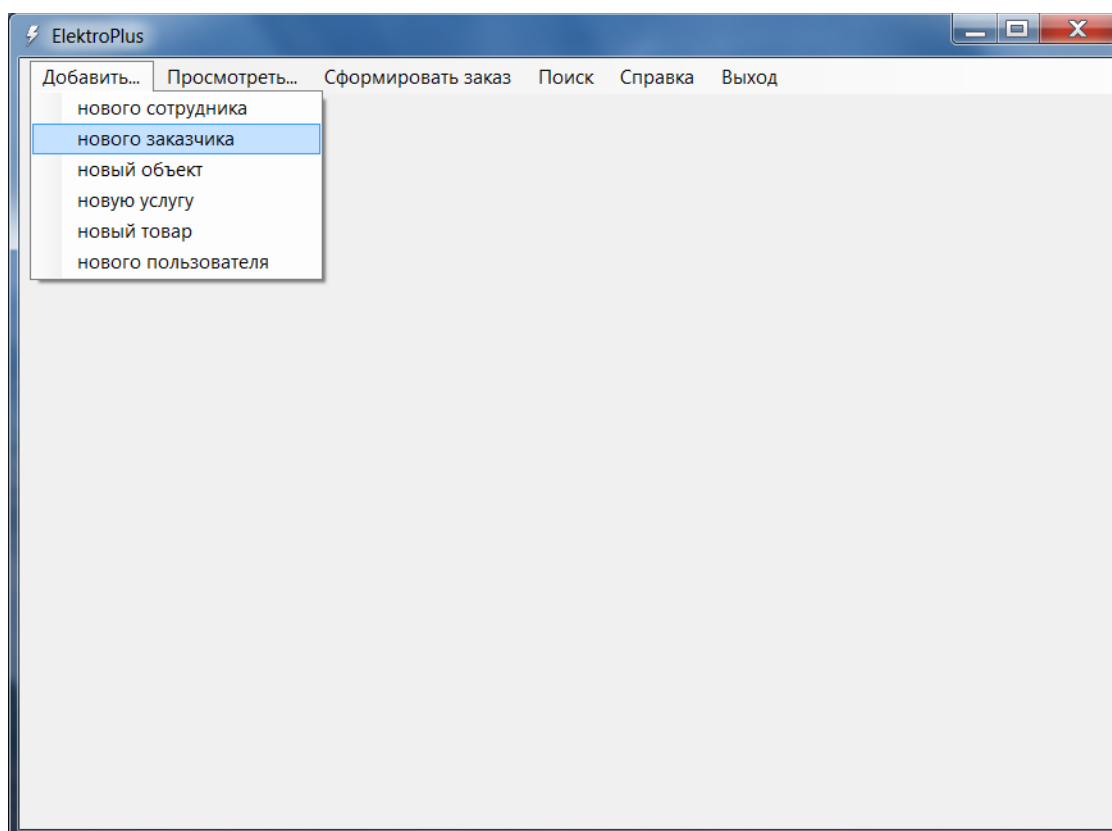 ElektroPlus
Добавить... Просмотреть... Сформировать заказ Поиск Справка Выход
нового сотрудника
нового заказчика
новый объект
новую услугу
новый товар
нового пользователя